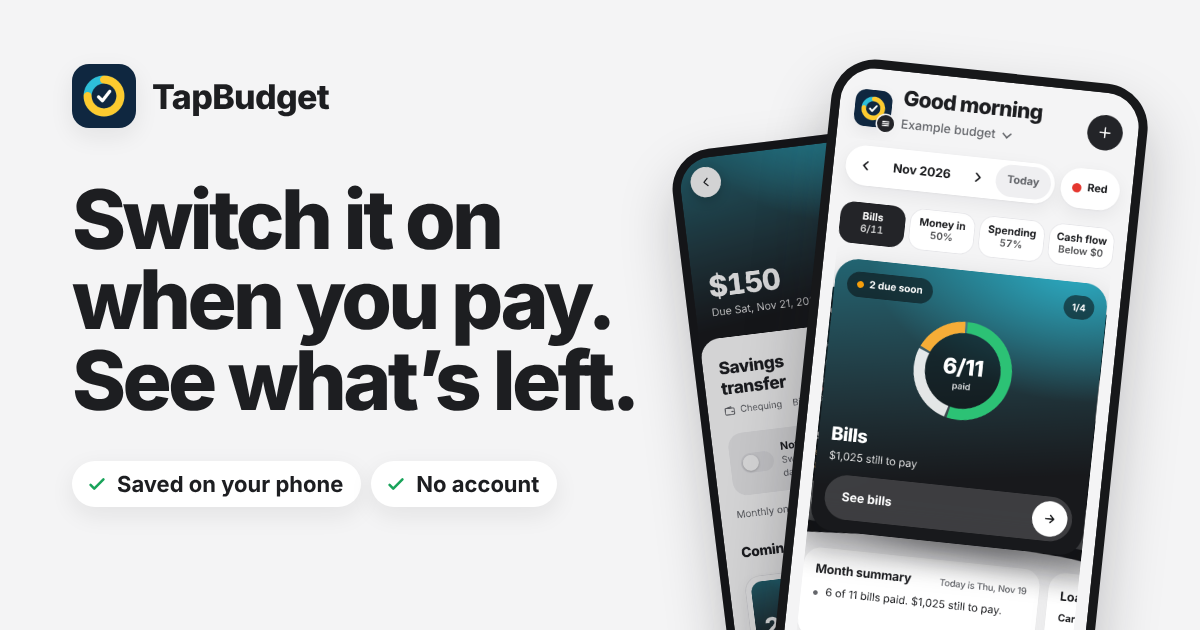 TapBudget
Switch it on
when you pay.
See what’s left.
Saved on your phone
No account
$150
Due Sat, Nov 21, 20
Savings
transfer
Chequing
Monthly on
Good morning
Example budget
Nov 2026
Today
Red
Bills
6/11
Money in
50%
Spending
57%
Cash flow
Below $0
2 due soon
1/4
6/11
paid
Bills
$1,025 still to pay
See bills
Month summary
Today is Thu, Nov 19
6 of 11 bills paid. $1,025 still to pay.